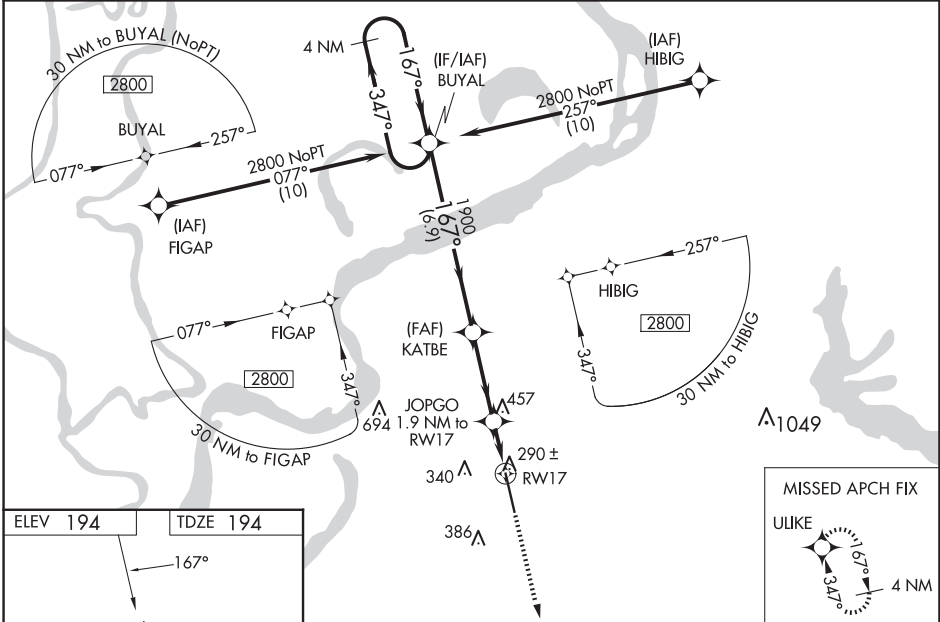 30 NM to BUYAL (NoPT)
2800
BUYAL
077°
257°
4 NM
347°
167°
(IF/IAF)
BUYAL
(IAF)
HIBIG
2800 NoPT
257°
(10)
2800 NoPT
077°
(10)
(IAF)
FIGAP
1900
167°
(6.9)
077°
FIGAP
2800
347°
30 NM to FIGAP
(FAF)
KATBE
257°
HIBIG
2800
347°
30 NM to HIBIG
694
JOPGO
1.9 NM to
RW17
457
1049
340
290 ±
RW17
386
ELEV 194
TDZE 194
167°
MISSED APCH FIX
ULIKE
167°
347°
4 NM